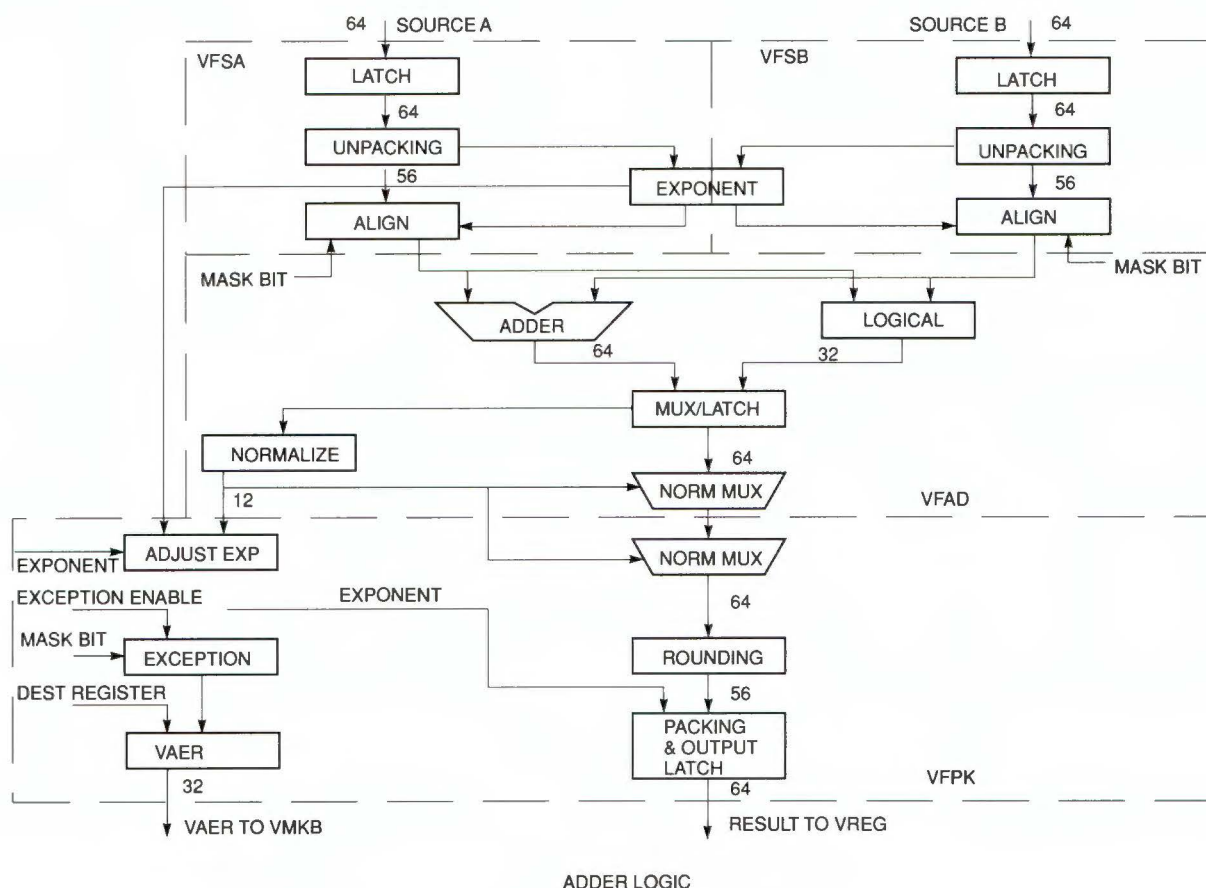 64 SOURCE A
SOURCE B 64
VFSA
VFSB
LATCH
LATCH
64
64
UNPACKING
UNPACKING
56
EXPONENT
56
ALIGN
ALIGN
MASK BIT
MASK BIT
ADDER
LOGICAL
64
32
MUX/LATCH
NORMALIZE
64
12
NORM MUX
VFAD
ADJUST EXP
NORM MUX
EXPONENT
EXCEPTION ENABLE
EXPONENT
64
MASK BIT
EXCEPTION
ROUNDING
DEST REGISTER
56
VAER
PACKING
& OUTPUT
LATCH
32
64
VFPK
VAER TO VMKB
RESULT TO VREG
ADDER LOGIC